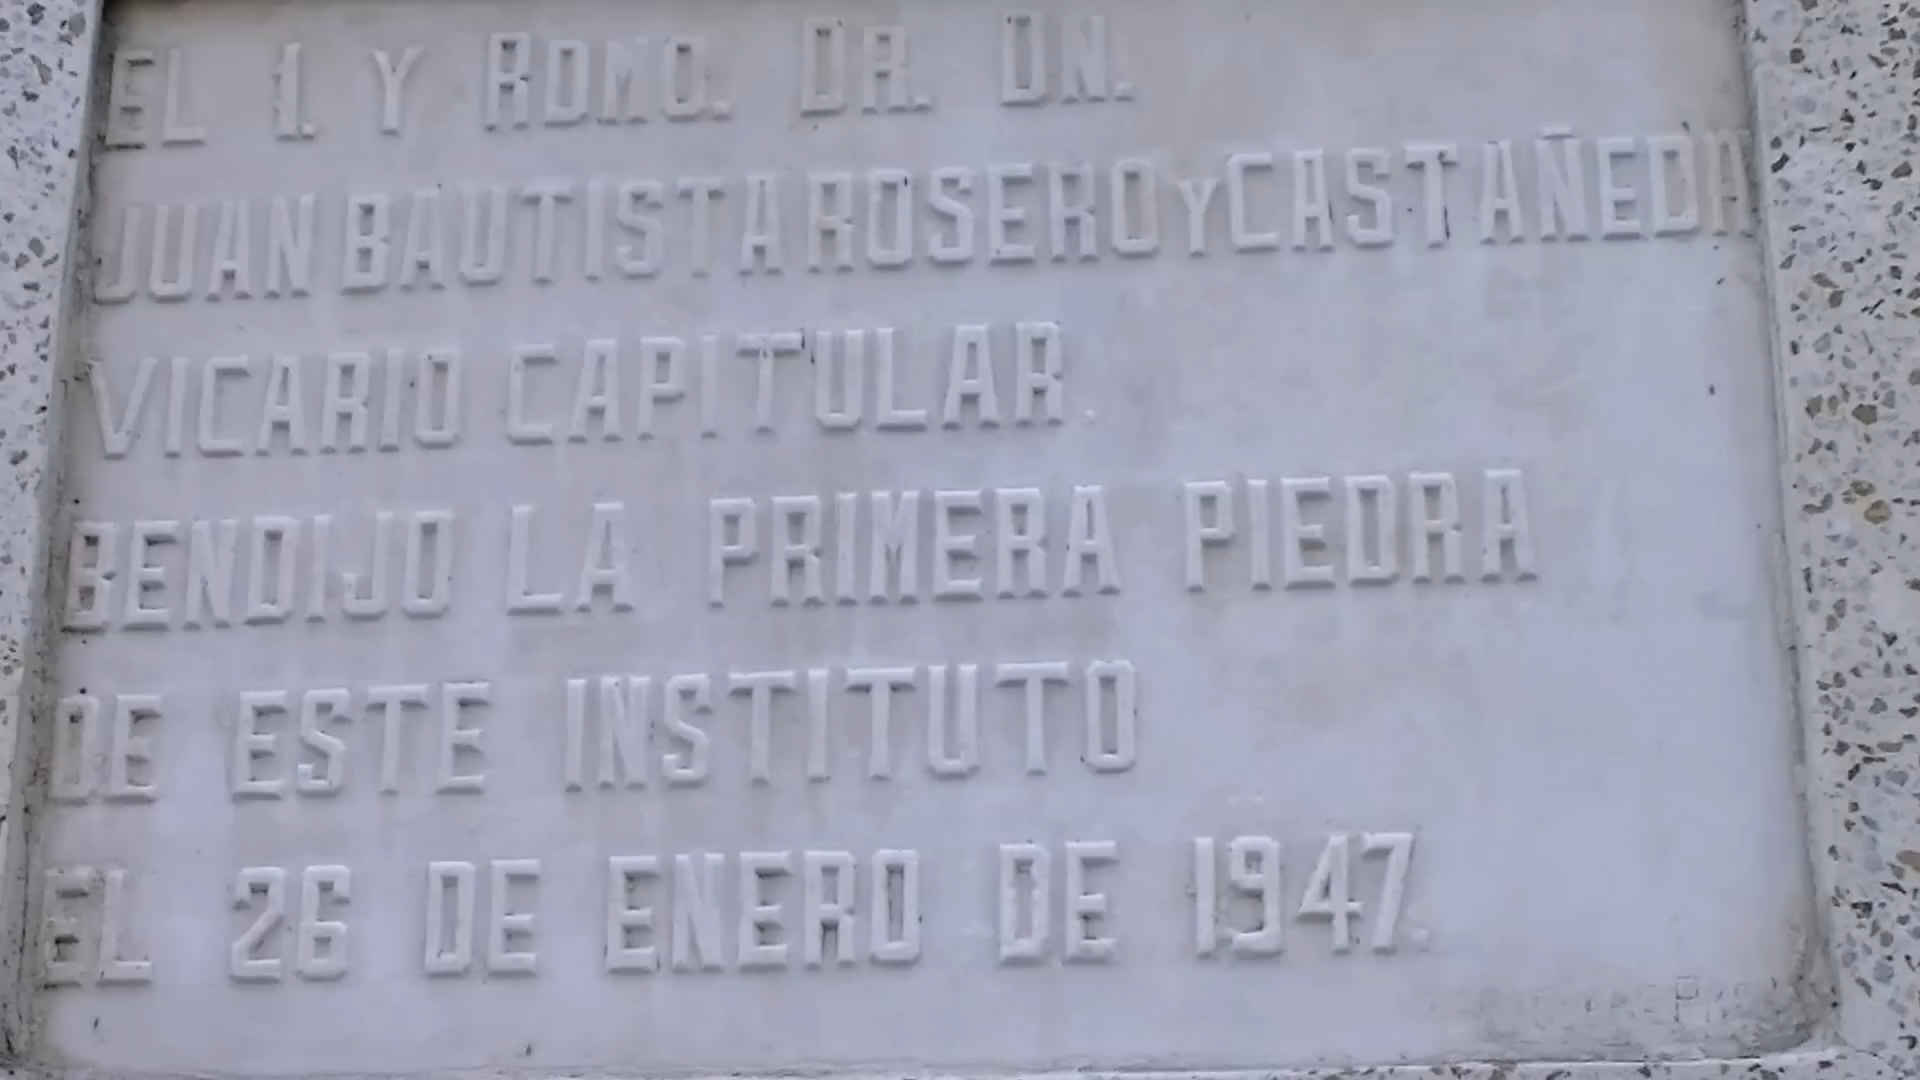 EL I. Y RDMO. DR. DN.
JUAN BAUTISTA ROSERO Y CASTAÑEDA
VICARIO CAPITULAR
BENDIJO LA PRIMERA PIEDRA
DE ESTE INSTITUTO
EL 26 DE ENERO DE 1947.